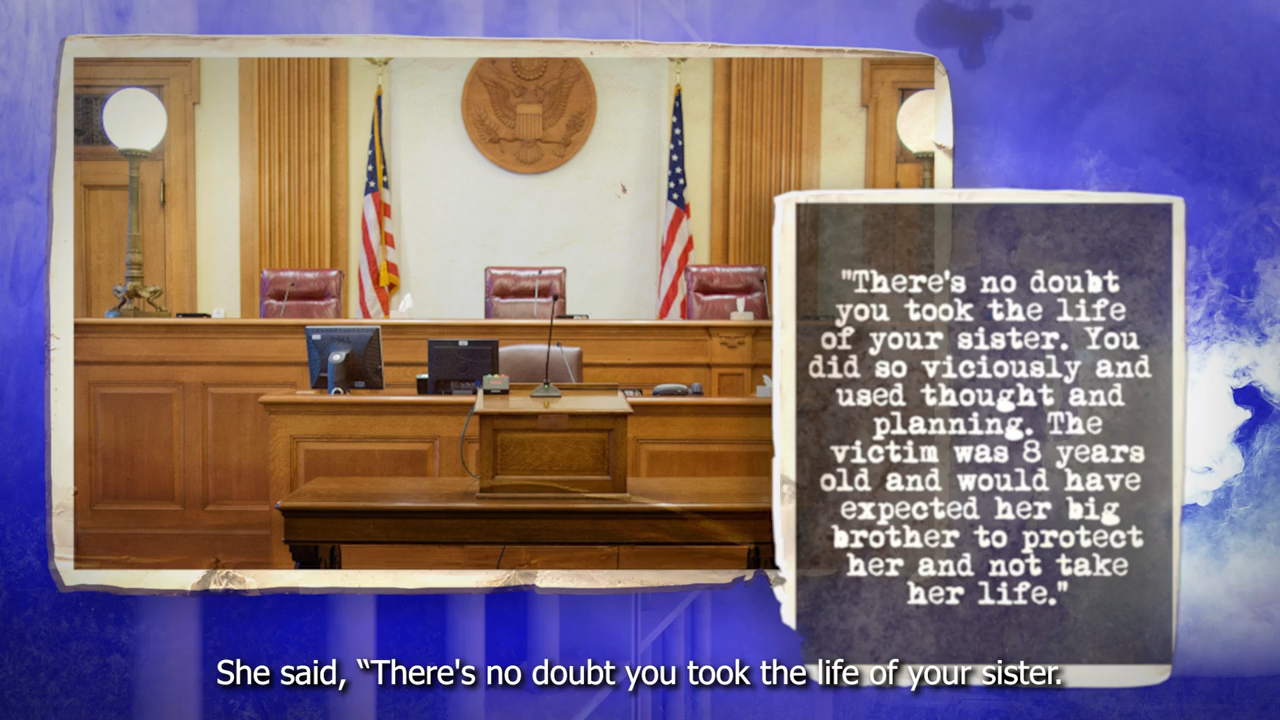 "There's no doubt
you took the life
of your sister. You
did so viciously and
used thought and
planning. The
victim was 8 years
old and would have
expected her big
brother to protect
her and not take
her life."
She said, “There's no doubt you took the life of your sister.